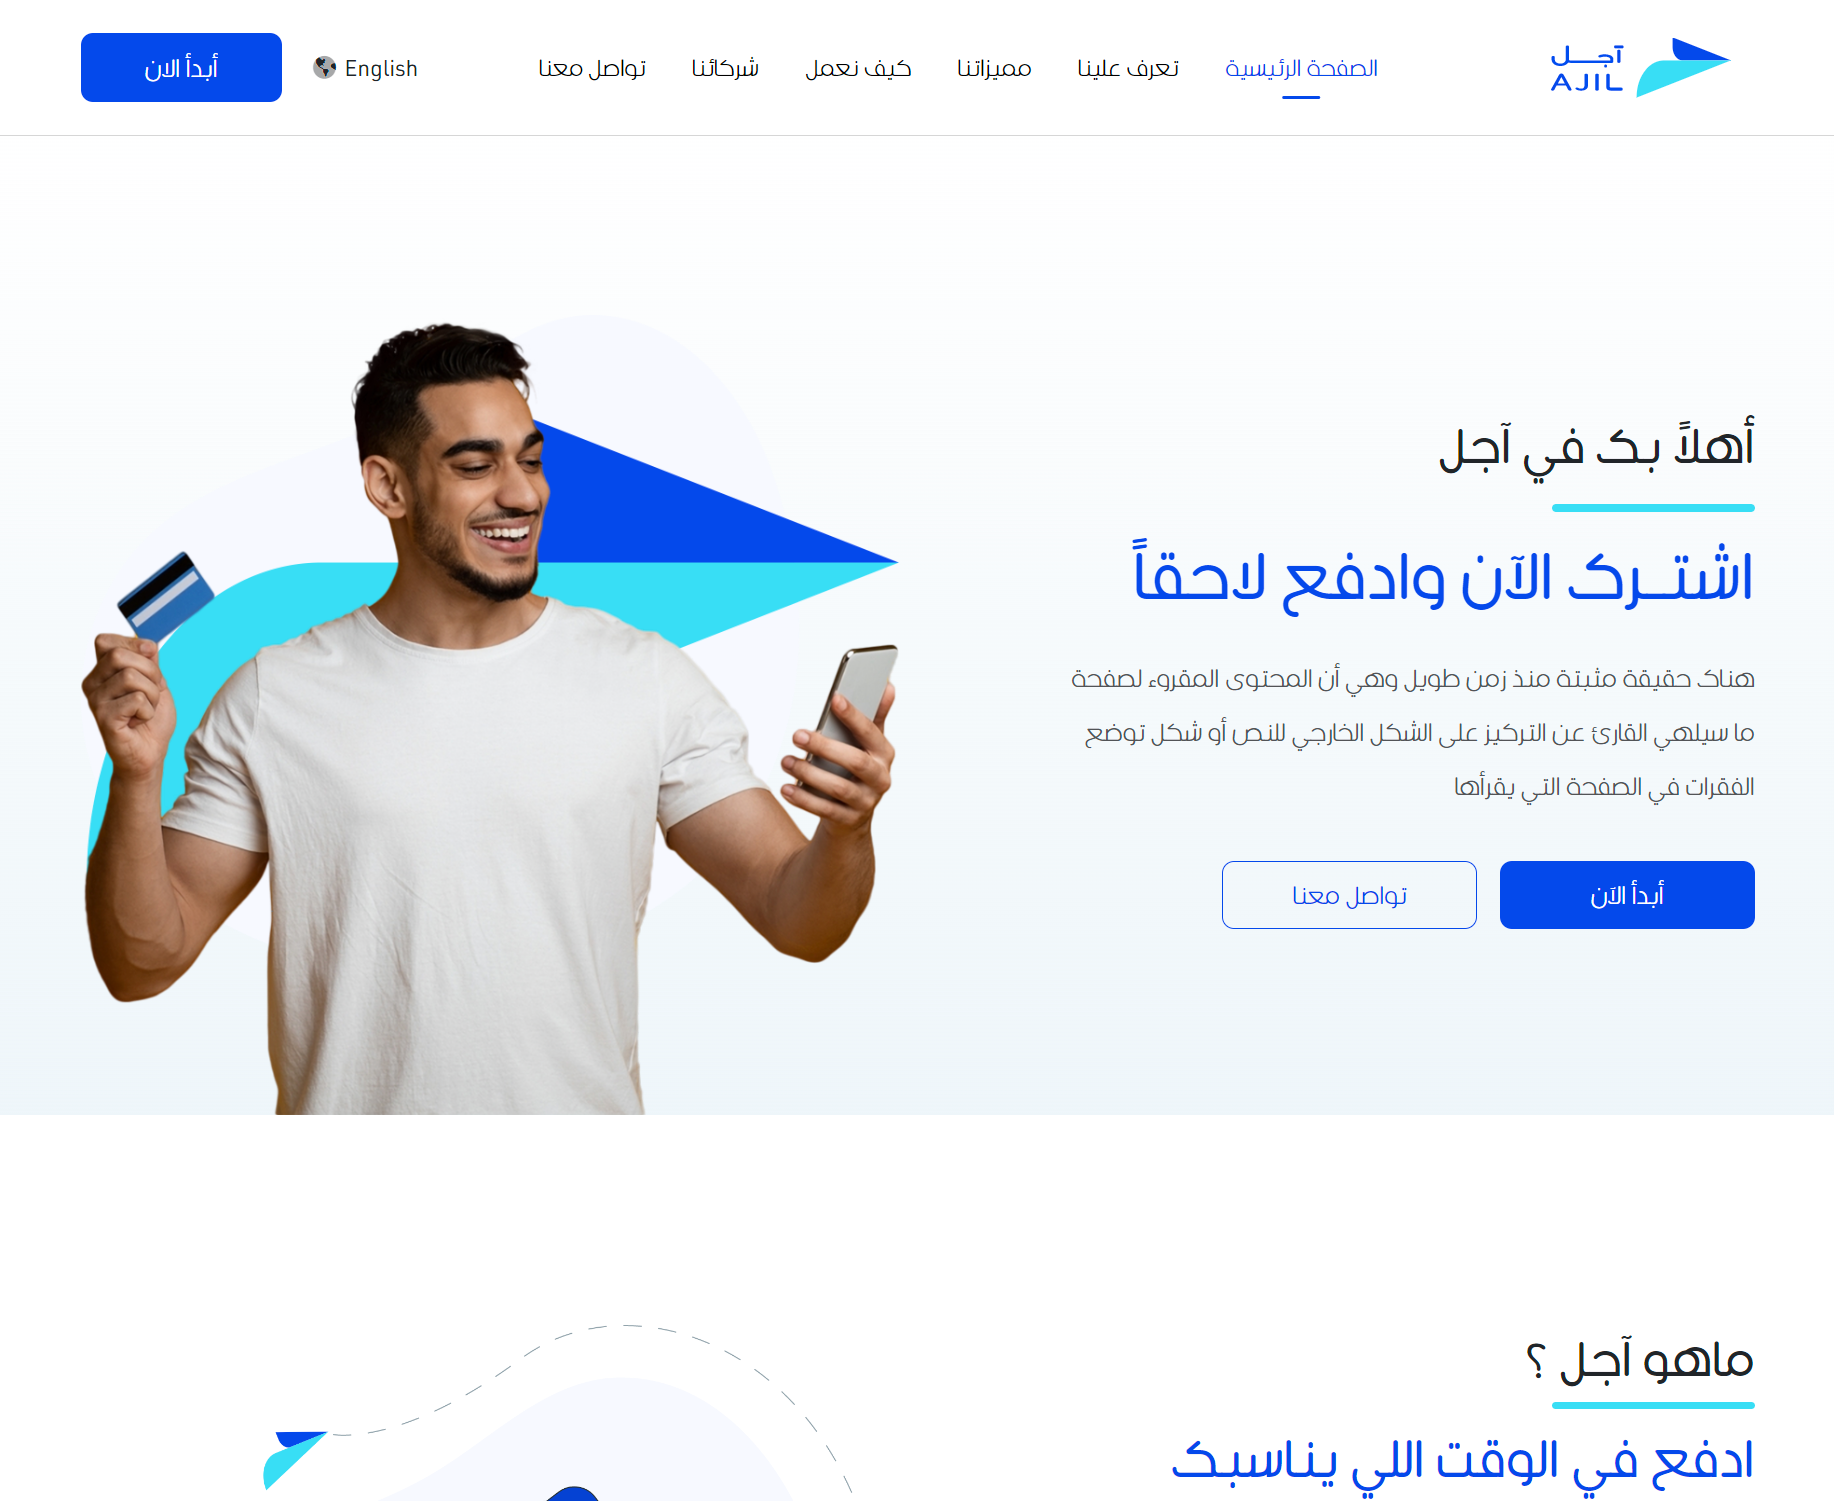 آجل
AJIL
الصفحة الرئيسية
تعرف علينا
مميزاتنا
كيف نعمل
شركائنا
تواصل معنا
English
أبدأ الان
أهلاً بك في آجل
اشتــرك الآن وادفع لاحقاً
هناك حقيقة مثبتة منذ زمن طويل وهي أن المحتوى المقروء لصفحة
ما سيلهي القارئ عن التركيز على الشكل الخارجي للنص أو شكل توضع
الفقرات في الصفحة التي يقرأها
أبدأ الآن
تواصل معنا
ماهو آجل ؟
ادفع في الوقت اللي يناسبك